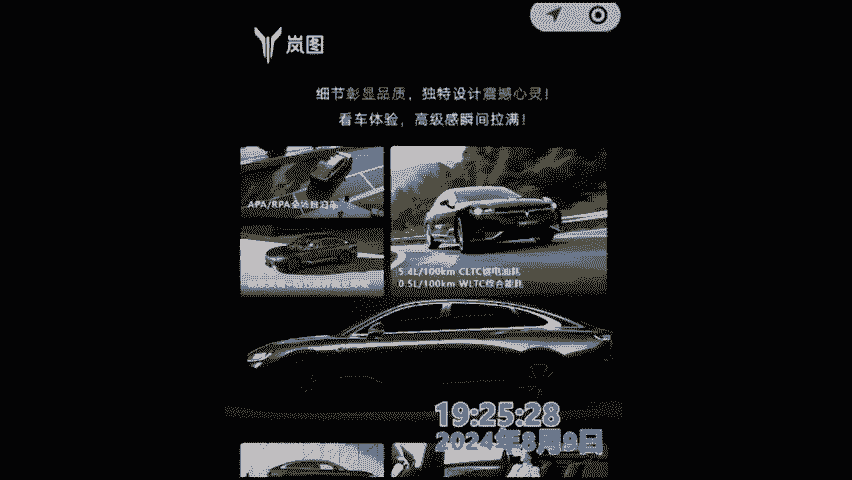 岚图
细节彰显品质，独特设计震撼心灵！
看车体验，高级感瞬间拉满！
5.4L/100km CLTC馈电油耗
0.5L/100km WLTC综合能耗
19:25:28
2024年8月9日